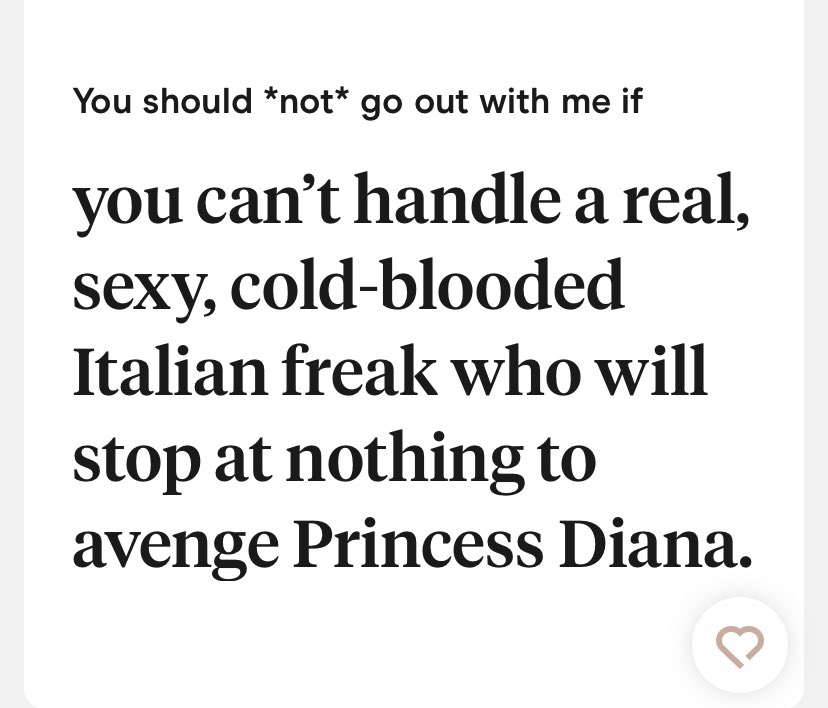 You should *not* go out with me if
you can’t handle a real,
sexy, cold-blooded
Italian freak who will
stop at nothing to
avenge Princess Diana.